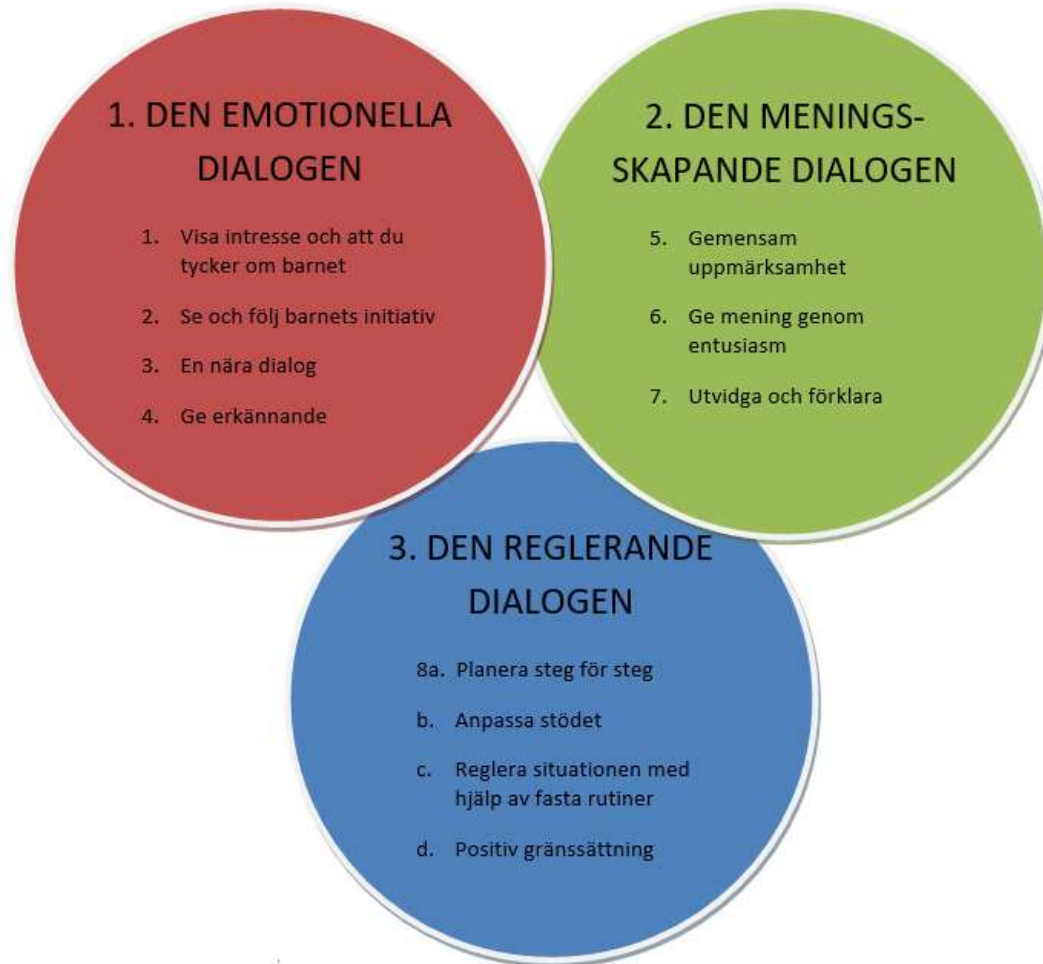 1. DEN EMOTIONELLA
DIALOGEN
1. Visa intresse och att du
tycker om barnet
2. Se och följ barnets initiativ
3. En nära dialog
4. Ge erkännande
2. DEN MENINGS-
SKAPANDE DIALOGEN
5. Gemensam
uppmärksamhet
6. Ge mening genom
entusiasm
7. Utvidga och förklara
3. DEN REGLERANDE
DIALOGEN
8a. Planera steg för steg
b. Anpassa stödet
c. Reglera situationen med
hjälp av fasta rutiner
d. Positiv gränssättning